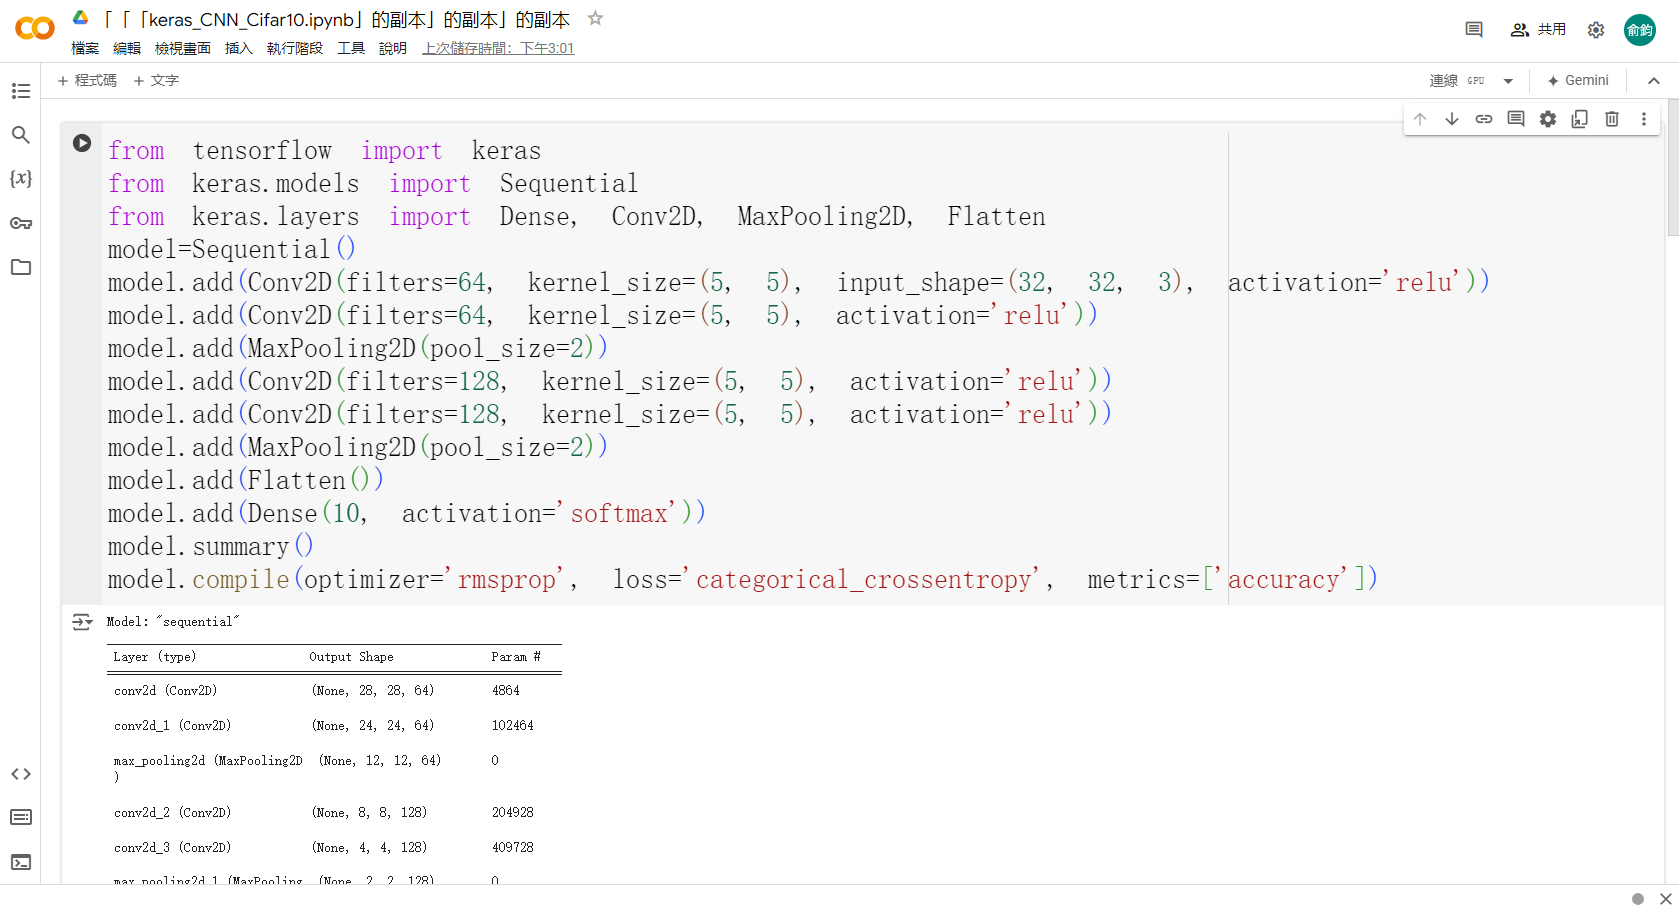 「「「keras_CNN_Cifar10.ipynb」的副本」的副本」的副本
檔案 編輯 檢視畫面 插入 執行階段 工具 說明 上次儲存時間：下午3:01
共用
俞鈞
+ 程式碼 + 文字
連線 GPU
Gemini
from tensorflow import keras
from keras.models import Sequential
from keras.layers import Dense, Conv2D, MaxPooling2D, Flatten
model=Sequential()
model.add(Conv2D(filters=64, kernel_size=(5, 5), input_shape=(32, 32, 3), activation='relu'))
model.add(Conv2D(filters=64, kernel_size=(5, 5), activation='relu'))
model.add(MaxPooling2D(pool_size=2))
model.add(Conv2D(filters=128, kernel_size=(5, 5), activation='relu'))
model.add(Conv2D(filters=128, kernel_size=(5, 5), activation='relu'))
model.add(MaxPooling2D(pool_size=2))
model.add(Flatten())
model.add(Dense(10, activation='softmax'))
model.summary()
model.compile(optimizer='rmsprop', loss='categorical_crossentropy', metrics=['accuracy'])
Model: "sequential"
Layer (type) Output Shape Param #
conv2d (Conv2D) (None, 28, 28, 64) 4864
conv2d_1 (Conv2D) (None, 24, 24, 64) 102464
max_pooling2d (MaxPooling2D (None, 12, 12, 64) 0
)
conv2d_2 (Conv2D) (None, 8, 8, 128) 204928
conv2d_3 (Conv2D) (None, 4, 4, 128) 409728
max_pooling2d_1 (MaxPooling (None, 2, 2, 128) 0